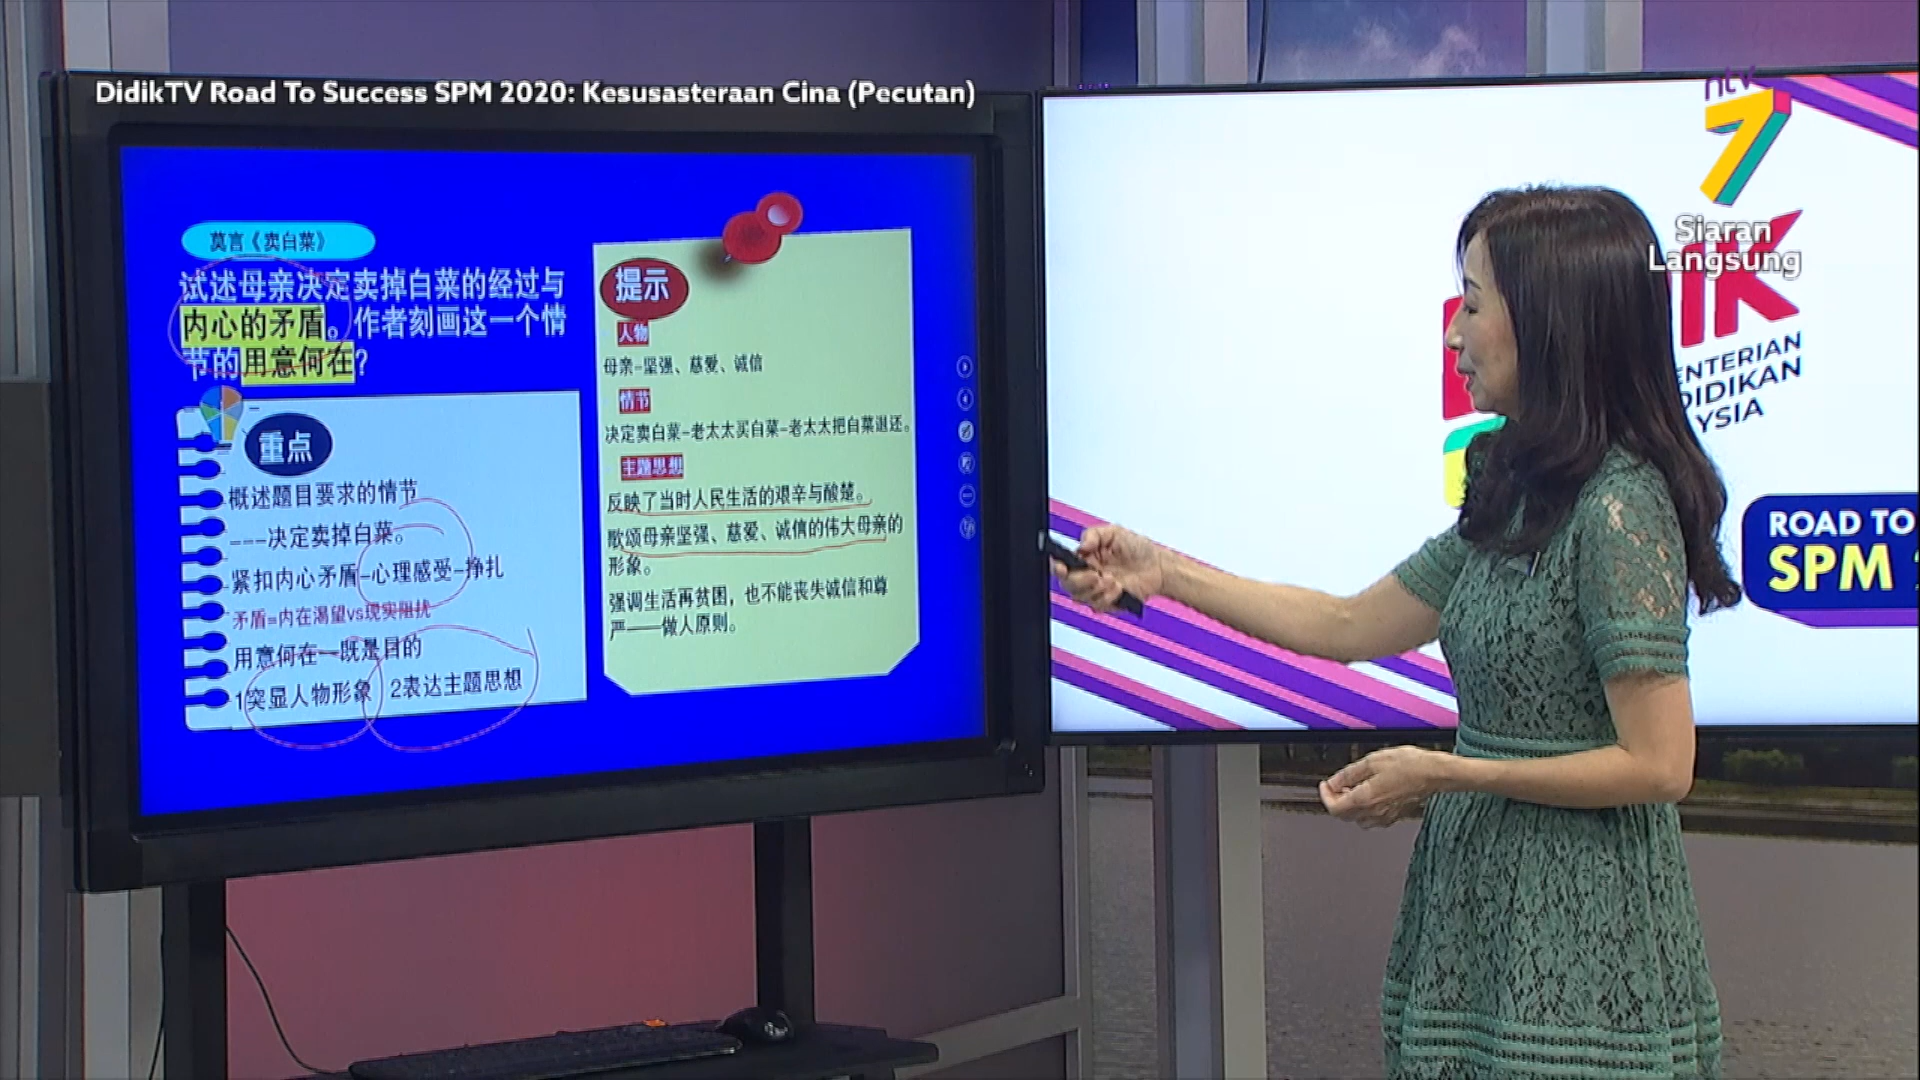 DidikTV Road To Success SPM 2020: Kesusasteraan Cina (Pecutan)
ntv
7
Siaran
Langsung
莫言《卖白菜》
试述母亲决定卖掉白菜的经过与
内心的矛盾。作者刻画这一个情
节的用意何在?
重点
概述题目要求的情节
---决定卖掉白菜。
紧扣内心矛盾-心理感受-挣扎
矛盾=内在渴望vs现实阻扰
用意何在—既是目的
1突显人物形象 2表达主题思想
提示
人物
母亲-坚强、慈爱、诚信
情节
决定卖白菜-老太太买白菜-老太太把白菜退还。
主题思想
反映了当时人民生活的艰辛与酸楚。
歌颂母亲坚强、慈爱、诚信的伟大母亲的
形象。
强调生活再贫困，也不能丧失诚信和尊
严——做人原则。
IK
ENTERIAN
DIDIKAN
YSIA
ROAD TO
SPM